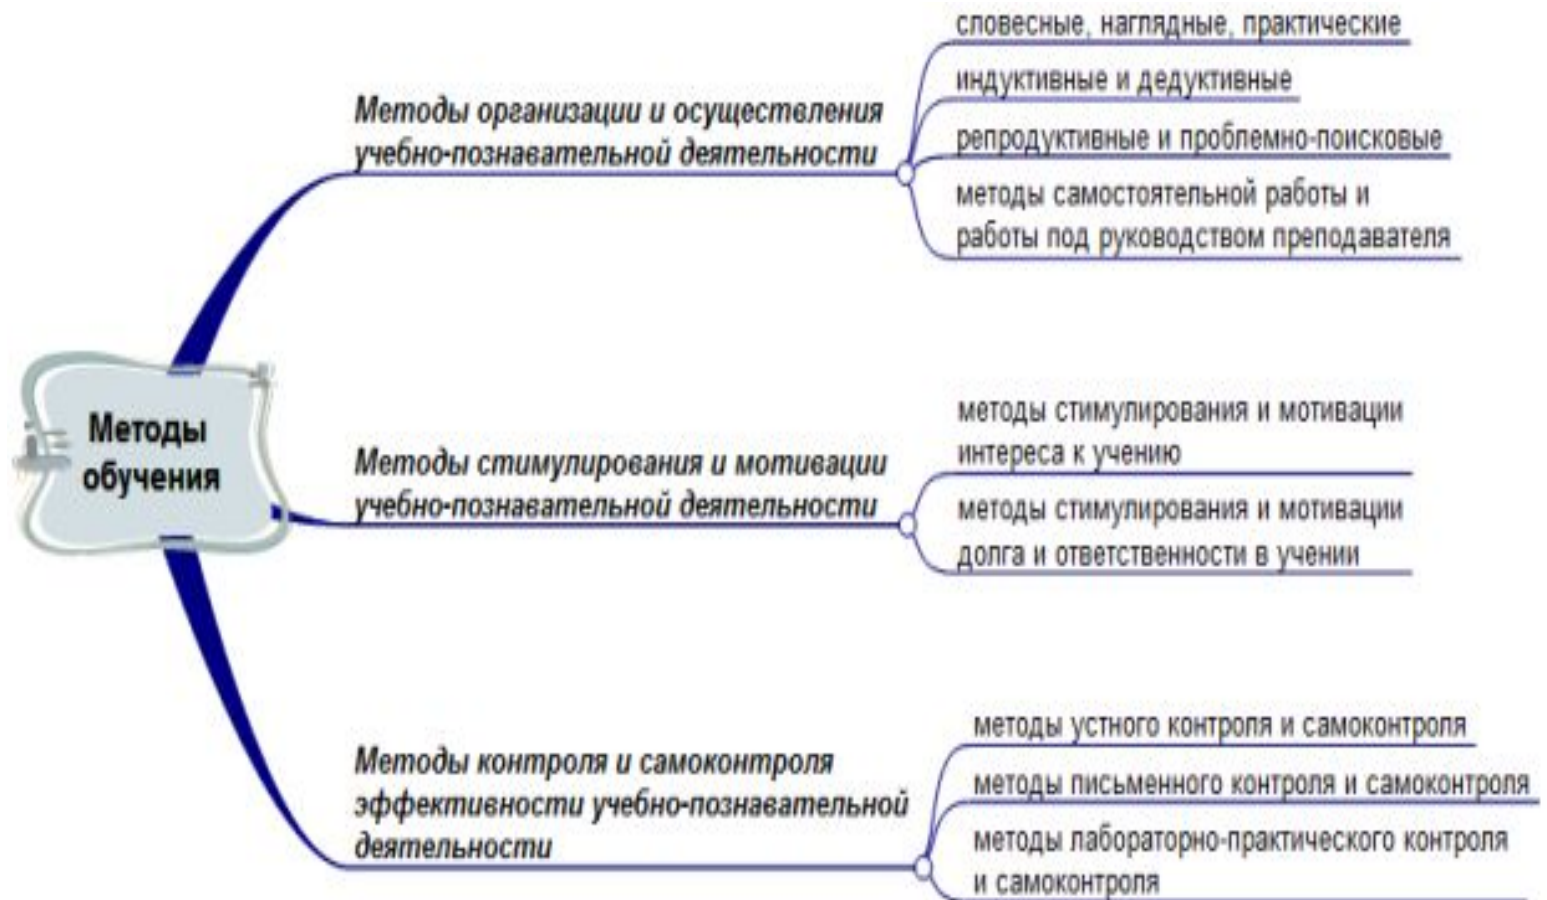 Методы
обучения
Методы организации и осуществления
учебно-познавательной деятельности
словесные, наглядные, практические
индуктивные и дедуктивные
репродуктивные и проблемно-поисковые
методы самостоятельной работы и
работы под руководством преподавателя
Методы стимулирования и мотивации
учебно-познавательной деятельности
методы стимулирования и мотивации
интереса к учению
методы стимулирования и мотивации
долга и ответственности в учении
Методы контроля и самоконтроля
эффективности учебно-познавательной
деятельности
методы устного контроля и самоконтроля
методы письменного контроля и самоконтроля
методы лабораторно-практического контроля
и самоконтроля